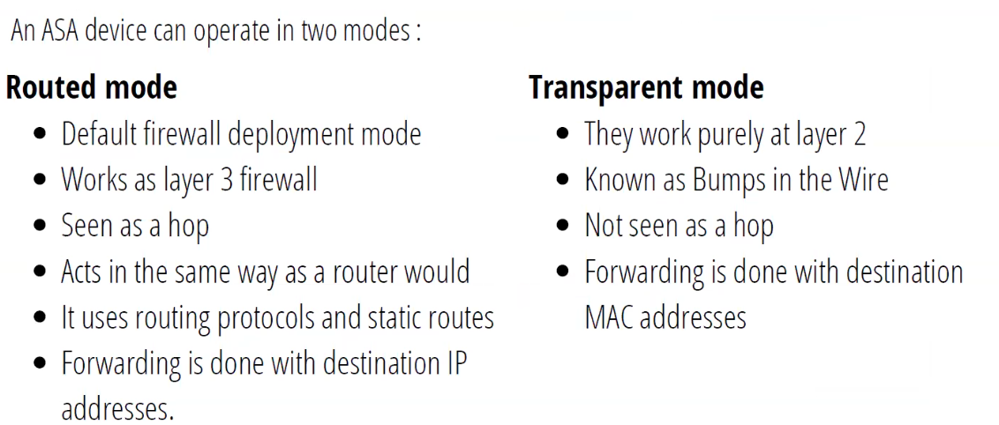 An ASA device can operate in two modes :
Routed mode
• Default firewall deployment mode
• Works as layer 3 firewall
• Seen as a hop
• Acts in the same way as a router would
• It uses routing protocols and static routes
• Forwarding is done with destination IP
addresses.
Transparent mode
• They work purely at layer 2
• Known as Bumps in the Wire
• Not seen as a hop
• Forwarding is done with destination
MAC addresses